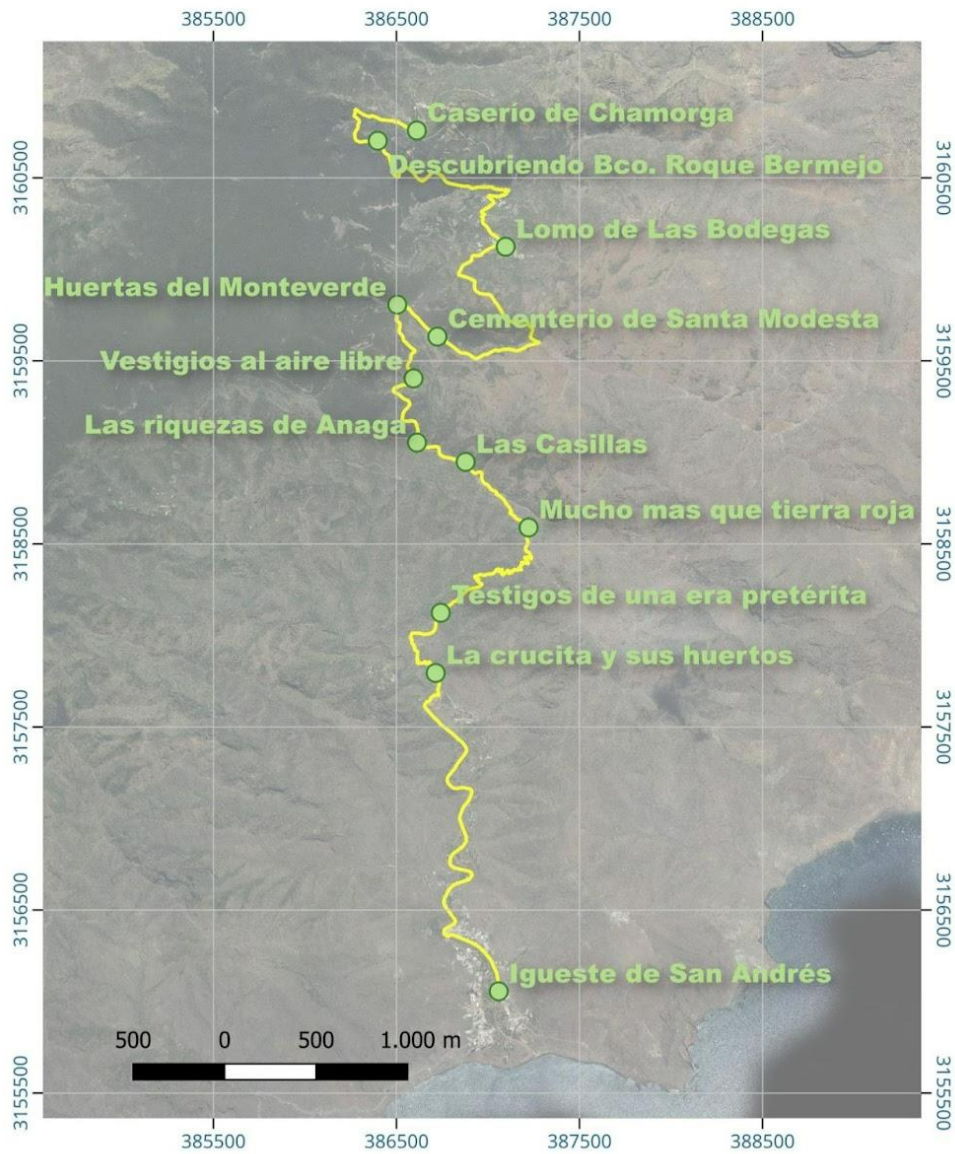 385500 386500 387500 388500
Caserío de Chamorga
Descubriendo Bco. Roque Bermejo
3160500 3160500
Lomo de Las Bodegas
Huertas del Monteverde
Cementerio de Santa Modesta
3159500 3159500
Vestigios al aire libre
Las riquezas de Anaga
Las Casillas
Mucho mas que tierra roja
3158500 3158500
Testigos de una era pretérita
La crucita y sus huertos
3157500 3157500
3156500 3156500
Igueste de San Andrés
500 0 500 1.000 m
3155500 3155500
385500 386500 387500 388500